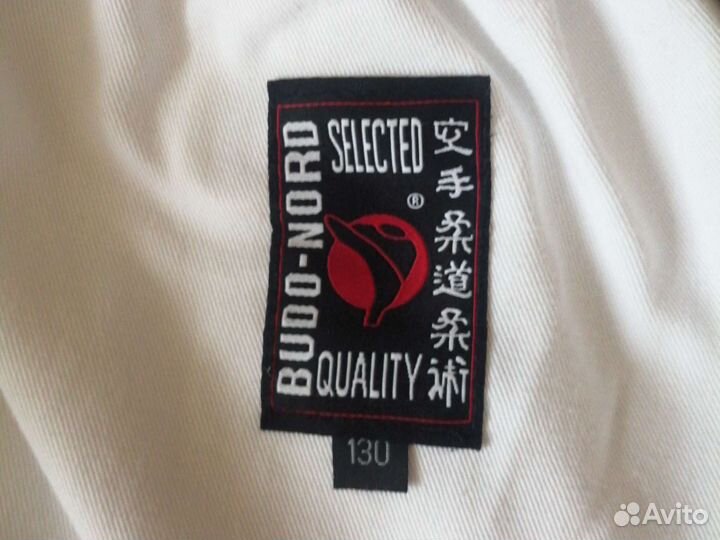 BUDO-NORD
SELECTED
®
QUALITY
空手柔道柔術
130
Avito